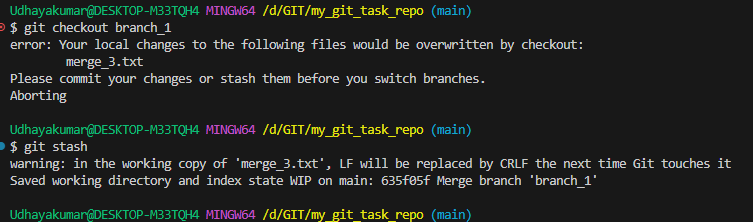 Udhayakumar@DESKTOP-M33TQH4 MINGW64 /d/GIT/my_git_task_repo (main)
$ git checkout branch_1
error: Your local changes to the following files would be overwritten by checkout:
        merge_3.txt
Please commit your changes or stash them before you switch branches.
Aborting

Udhayakumar@DESKTOP-M33TQH4 MINGW64 /d/GIT/my_git_task_repo (main)
$ git stash
warning: in the working copy of 'merge_3.txt', LF will be replaced by CRLF the next time Git touches it
Saved working directory and index state WIP on main: 635f05f Merge branch 'branch_1'

Udhayakumar@DESKTOP-M33TQH4 MINGW64 /d/GIT/my_git_task_repo (main)